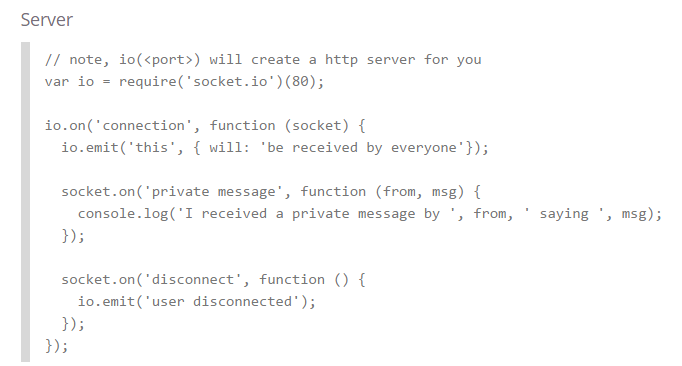 Server
// note, io(<port>) will create a http server for you
var io = require('socket.io')(80);
io.on('connection', function (socket) {
  io.emit('this', { will: 'be received by everyone'});
  socket.on('private message', function (from, msg) {
    console.log('I received a private message by ', from, ' saying ', msg);
  });
  socket.on('disconnect', function () {
    io.emit('user disconnected');
  });
});